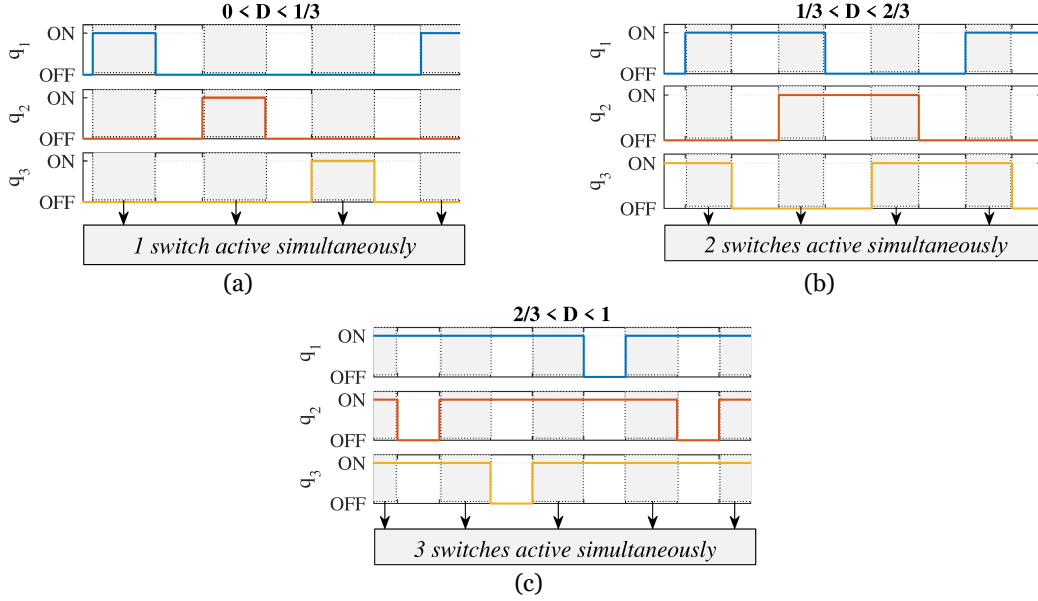 0 < D < 1/3
ON
q1
OFF
ON
q2
OFF
ON
q3
OFF
1 switch active simultaneously
(a)
1/3 < D < 2/3
ON
q1
OFF
ON
q2
OFF
ON
q3
OFF
2 switches active simultaneously
(b)
2/3 < D < 1
ON
q1
OFF
ON
q2
OFF
ON
q3
OFF
3 switches active simultaneously
(c)